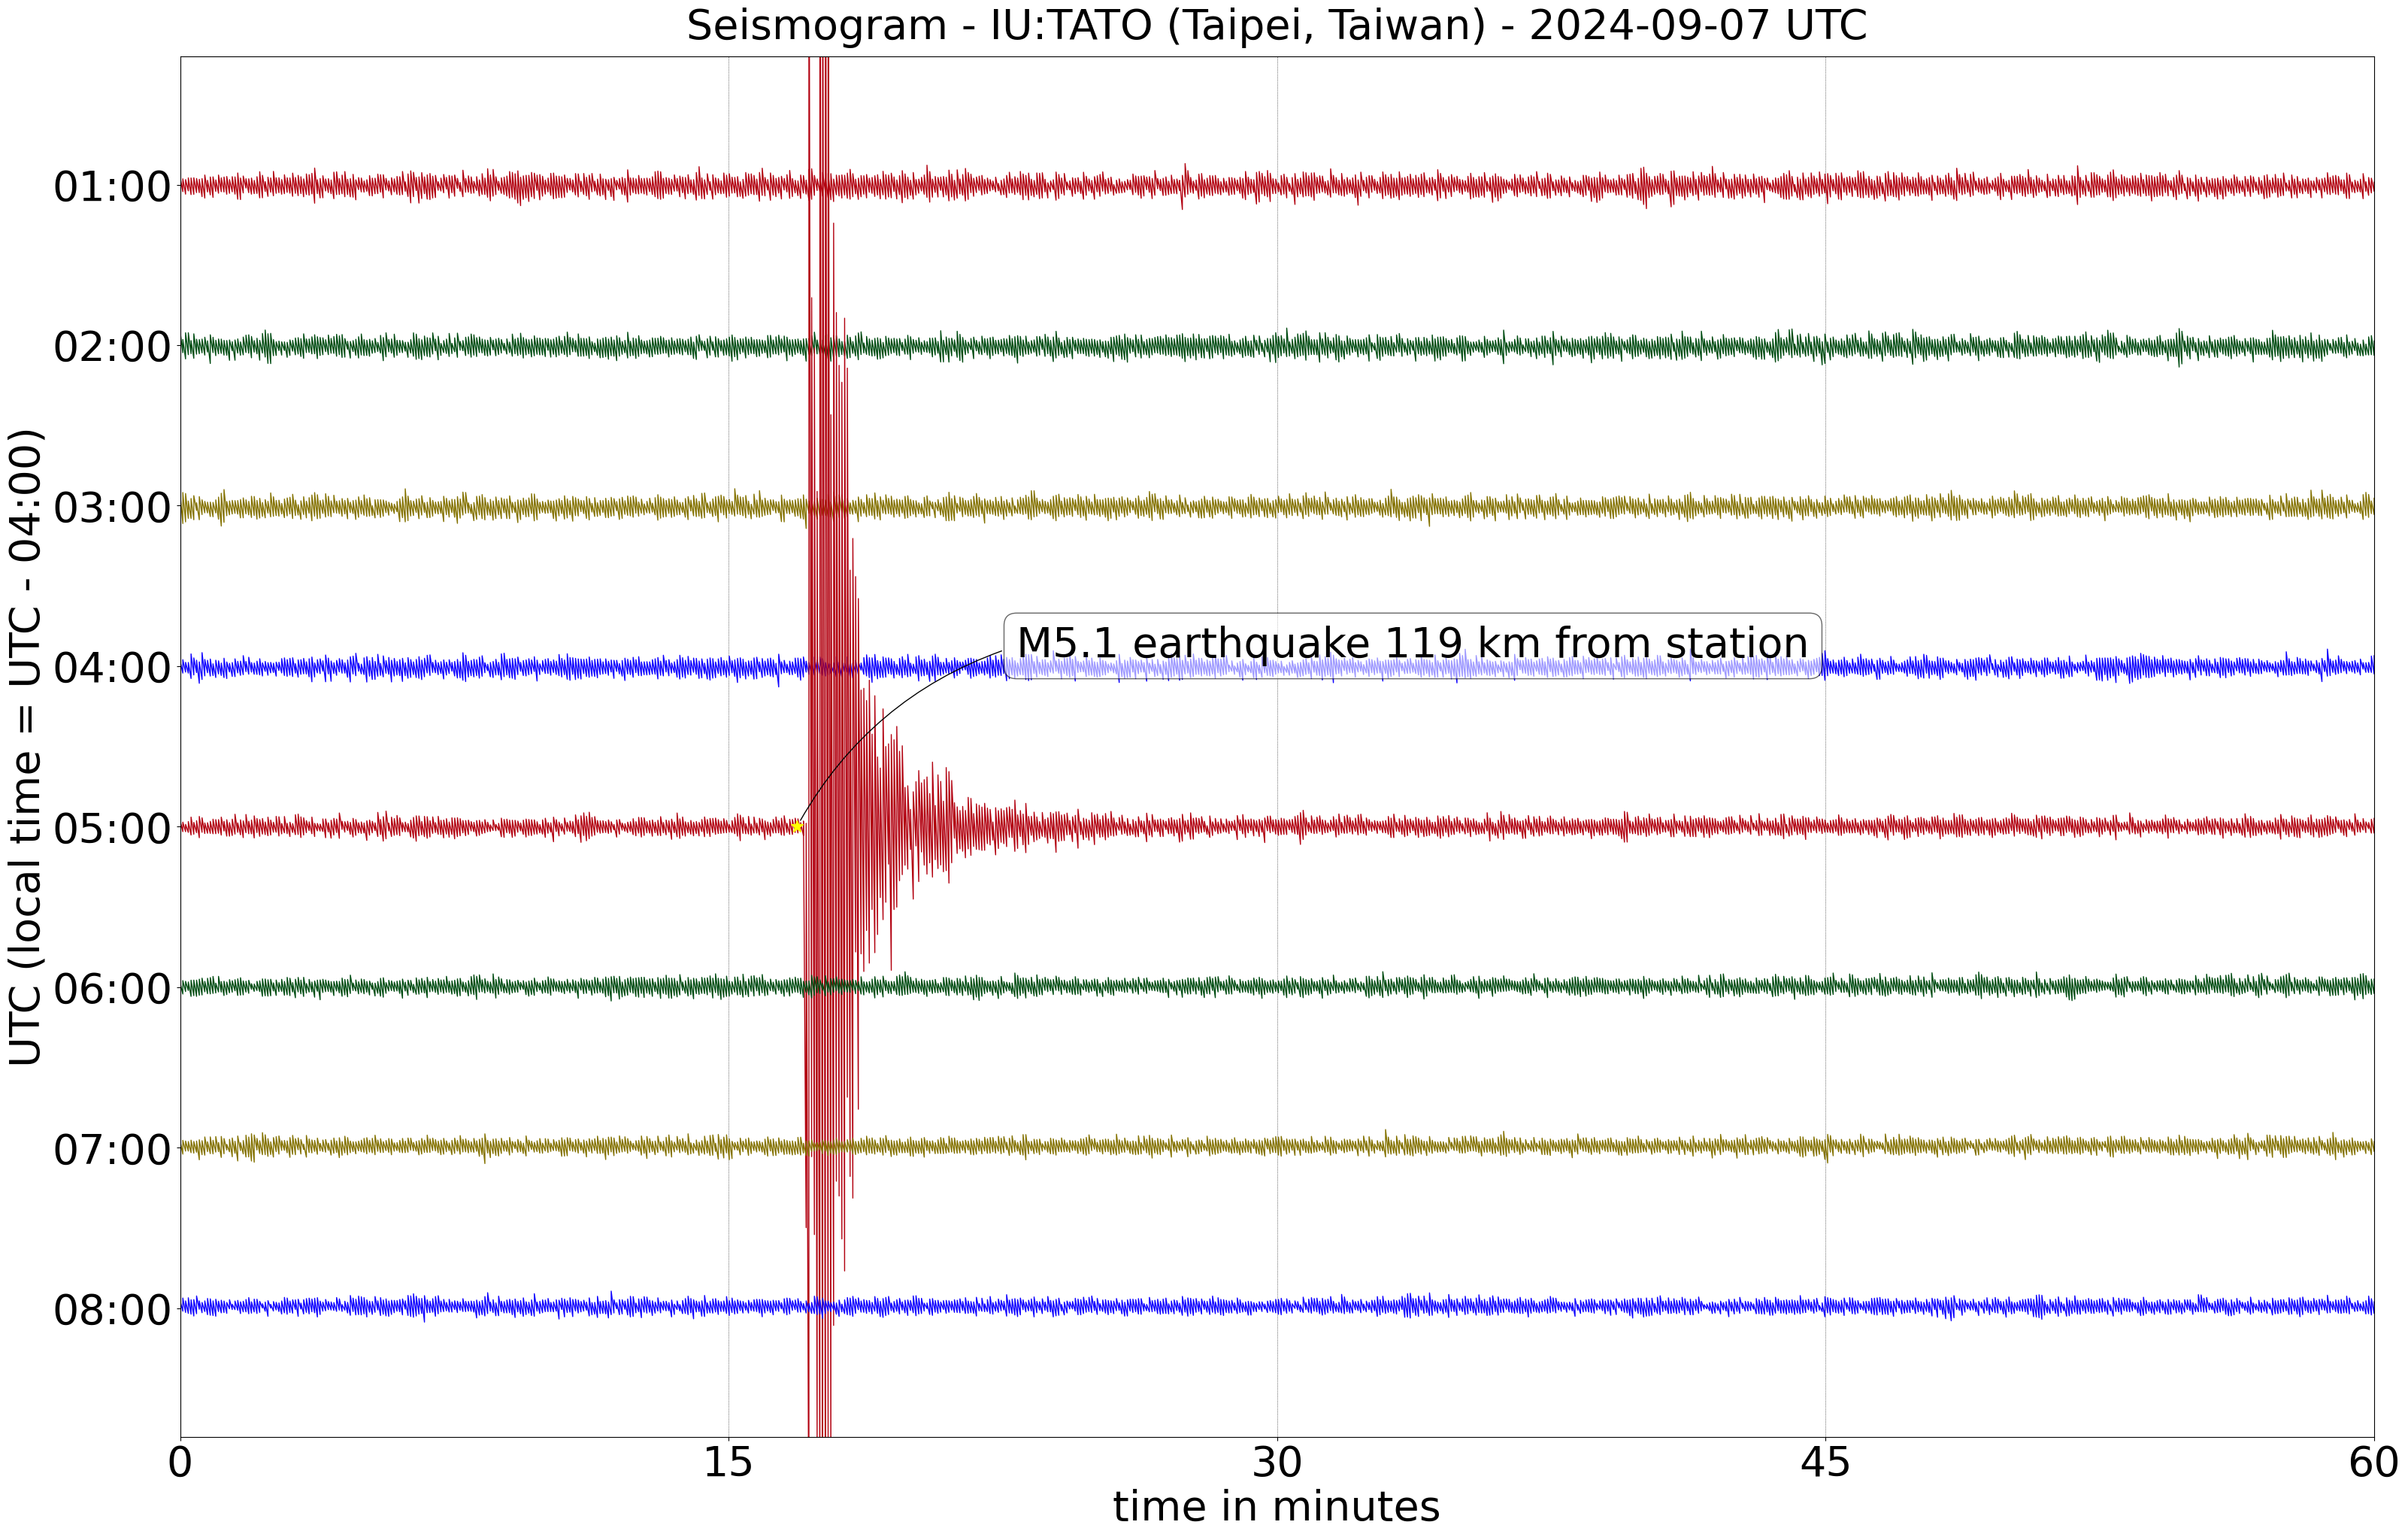 Seismogram - IU:TATO (Taipei, Taiwan) - 2024-09-07 UTC
UTC (local time = UTC - 04:00)
01:00
02:00
03:00
M5.1 earthquake 119 km from station
04:00
05:00
06:00
07:00
08:00
0 15 30 45 60
time in minutes